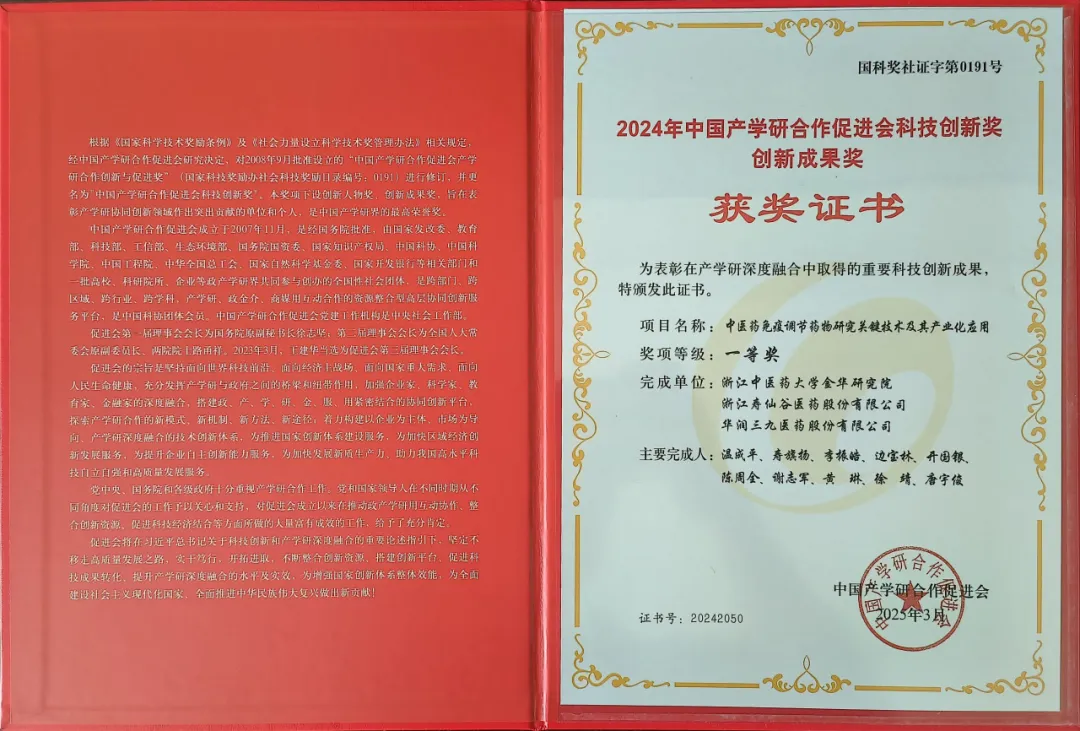 根据《国家科学技术奖励条例》及《社会力量设立科学技术奖管理办法》相关规定，
经中国产学研合作促进会研究决定，对2008年9月批准设立的“中国产学研合作促进会产学
研合作创新与促进奖”（国家科技奖励办社会科技奖励目录编号：0191）进行修订，并更
名为“中国产学研合作促进会科技创新奖”。本奖项下设创新人物奖、创新成果奖，旨在表
彰产学研协同创新领域作出突出贡献的单位和个人，是中国产学研界的最高荣誉奖。
中国产学研合作促进会成立于2007年11月，是经国务院批准，由国家发改委、教育
部、科技部、工信部、生态环境部、国务院国资委、国家知识产权局、中国科协、中国科
学院、中国工程院、中华全国总工会、国家自然科学基金委、国家开发银行等相关部门和
一批高校、科研院所、企业等政产学研界共同参与创办的全国性社会团体，是跨部门、跨
区域、跨行业、跨学科，产学研、政金介、商媒用互动合作的资源整合型高层协同创新服
务平台，是中国科协团体会员。中国产学研合作促进会党建工作机构是中央社会工作部。
促进会第一届理事会会长为国务院原副秘书长徐志坚；第二届理事会会长为全国人大常
委会原副委员长、两院院士路甬祥。2023年3月，王建华当选为促进会第三届理事会会长。
促进会的宗旨是坚持面向世界科技前沿、面向经济主战场、面向国家重大需求、面向
人民生命健康，充分发挥产学研与政府之间的桥梁和纽带作用，加强企业家、科学家、教
育家、金融家的深度融合，搭建政、产、学、研、金、服、用紧密结合的协同创新平台，
探索产学研合作的新模式、新机制、新方法、新途径，着力构建以企业为主体、市场为导
向、产学研深度融合的技术创新体系，为推进国家创新体系建设服务，为加快区域经济创
新发展服务，为提升企业自主创新能力服务，为加快发展新质生产力、助力我国高水平科
技自立自强和高质量发展服务。
党中央、国务院和各级政府十分重视产学研合作工作。党和国家领导人在不同时期从不
同角度对促进会的工作予以关心和支持，对促进会成立以来在推动政产学研用互动协作、整
合创新资源、促进科技经济结合等方面所做的大量富有成效的工作，给予了充分肯定。
促进会将在习近平总书记关于科技创新和产学研深度融合的重要论述指引下，坚定不
移走高质量发展之路，实干笃行，开拓进取，不断整合创新资源，搭建创新平台，促进科
技成果转化，提升产学研深度融合的水平及实效，为增强国家创新体系整体效能，为全面
建设社会主义现代化国家、全面推进中华民族伟大复兴做出新贡献！
国科奖社证字第0191号
2024年中国产学研合作促进会科技创新奖
创新成果奖
获奖证书
为表彰在产学研深度融合中取得的重要科技创新成果，
特颁发此证书。
项目名称：中医药免疫调节药物研究关键技术及其产业化应用
奖项等级：一等奖
完成单位：浙江中医药大学金华研究院
浙江寿仙谷医药股份有限公司
华润三九医药股份有限公司
主要完成人：温成平、寿旗扬、李振皓、边宝林、开国银、
陈周全、谢志军、黄 琳、徐 靖、唐宇俊
中国产学研合作促进会
2025年3月
中国产学研合作促进会
证书号：20242050